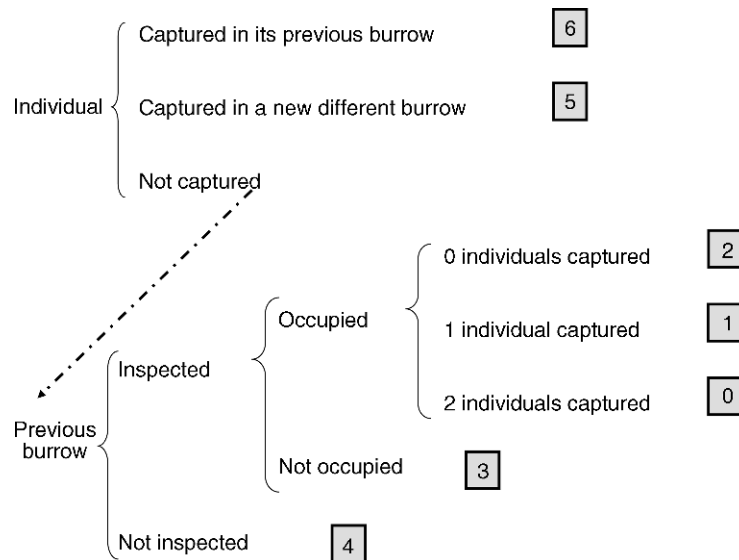 Captured in its previous burrow 6
Individual
Captured in a new different burrow 5
Not captured
0 individuals captured 2
Occupied
1 individual captured 1
Inspected
2 individuals captured 0
Previous
burrow
Not occupied 3
Not inspected 4